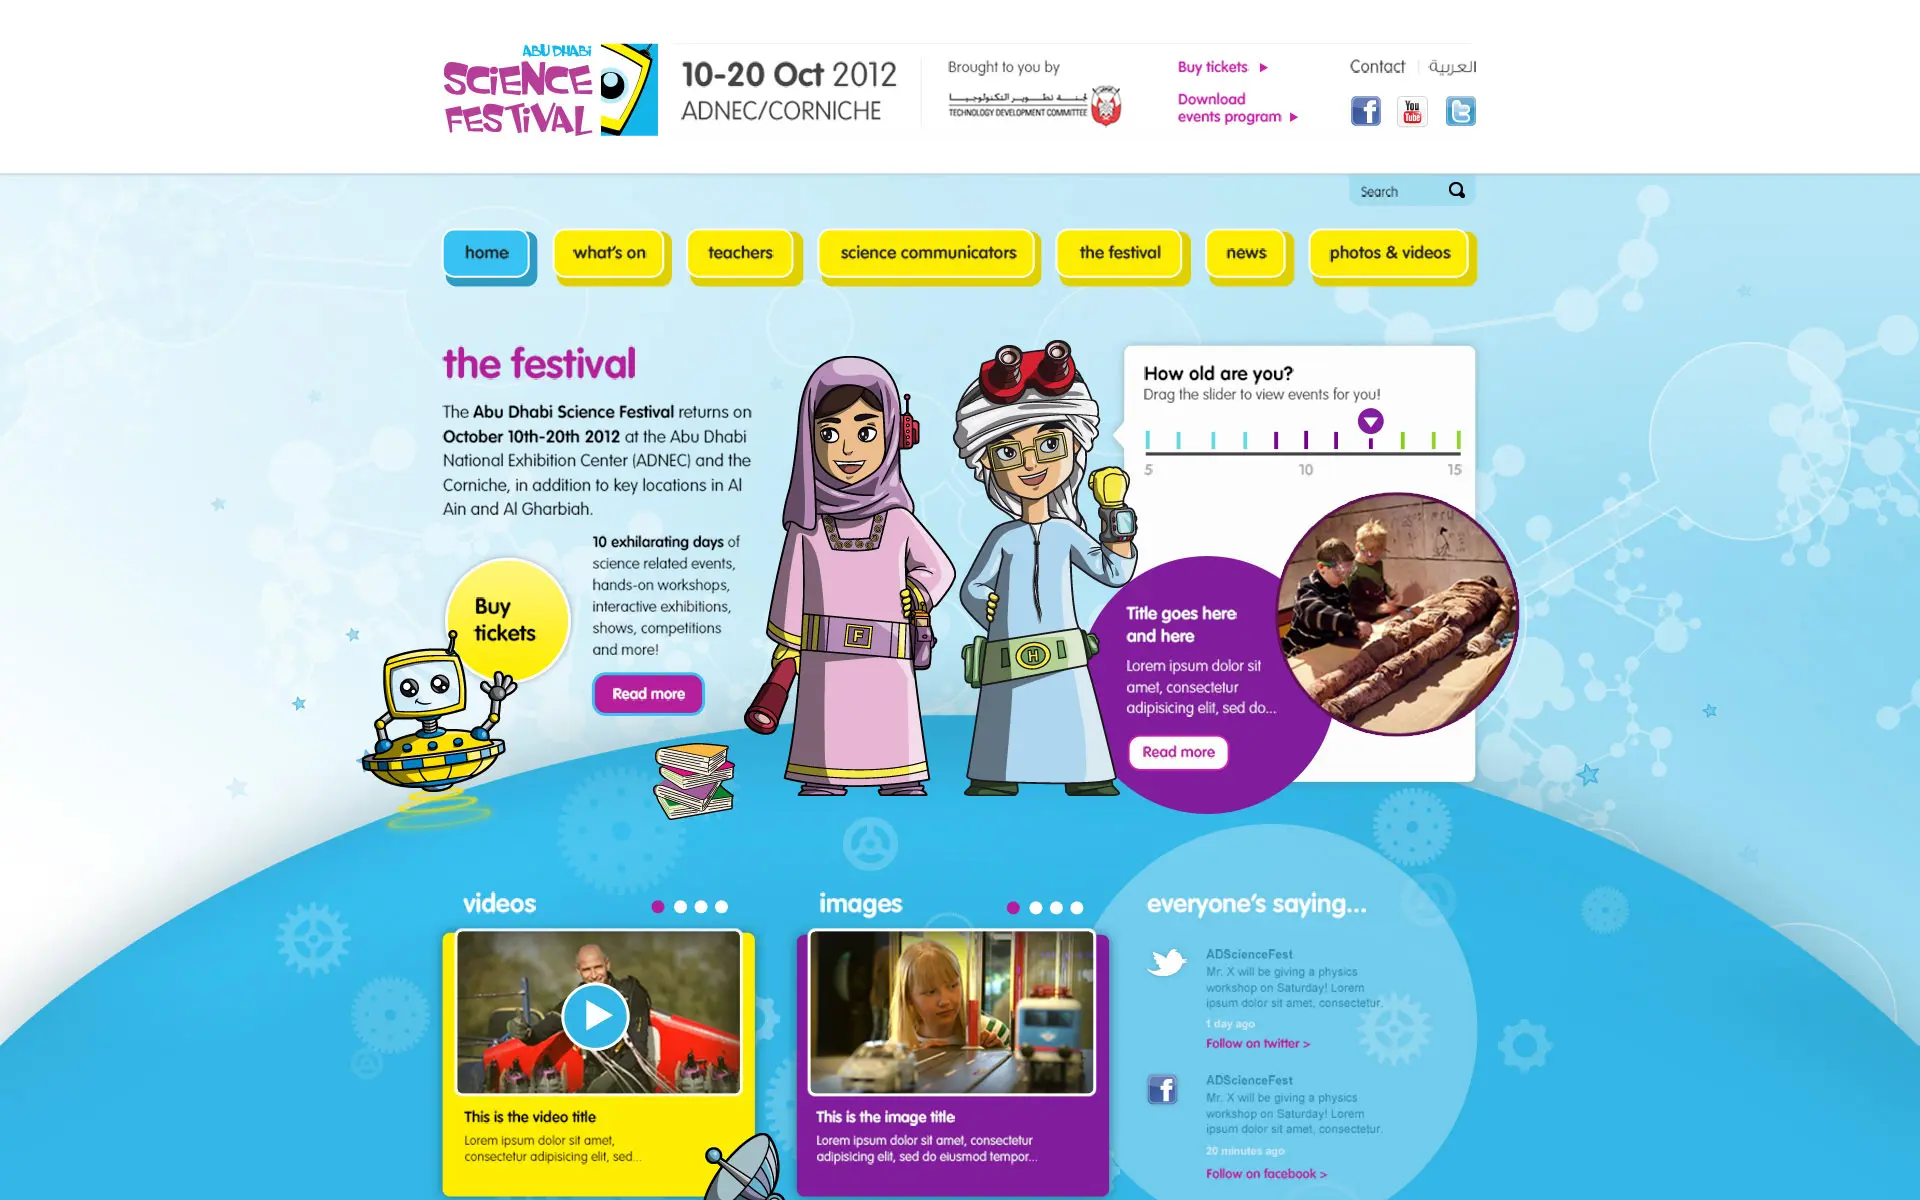 ABU DHABI
SCIENCE
FESTIVAL
10-20 Oct 2012
ADNEC/CORNICHE
Brought to you by
لجنة تطوير التكنولوجيا
TECHNOLOGY DEVELOPMENT COMMITTEE
Buy tickets
Download
events program
Contact
العربية
f
You
Tube
t
Search
home
what's on
teachers
science communicators
the festival
news
photos & videos
the festival
The Abu Dhabi Science Festival returns on
October 10th-20th 2012 at the Abu Dhabi
National Exhibition Center (ADNEC) and the
Corniche, in addition to key locations in Al
Ain and Al Gharbiah.
10 exhilarating days of
science related events,
hands-on workshops,
interactive exhibitions,
shows, competitions
and more!
Read more
Buy
tickets
F
H
How old are you?
Drag the slider to view events for you!
5 10 15
Title goes here
and here
Lorem ipsum dolor sit
amet, consectetur
adipisicing elit, sed do...
Read more
videos
This is the video title
Lorem ipsum dolor sit amet,
consectetur adipisicing elit, sed...
images
This is the image title
Lorem ipsum dolor sit amet, consectetur
adipisicing elit, sed do eiusmod tempor...
everyone's saying...
ADScienceFest
Mr. X will be giving a physics
workshop on Saturday! Lorem
ipsum dolor sit amet, consectetur.
1 day ago
Follow on twitter >
f
ADScienceFest
Mr. X will be giving a physics
workshop on Saturday! Lorem
ipsum dolor sit amet, consectetur.
20 minutes ago
Follow on facebook >